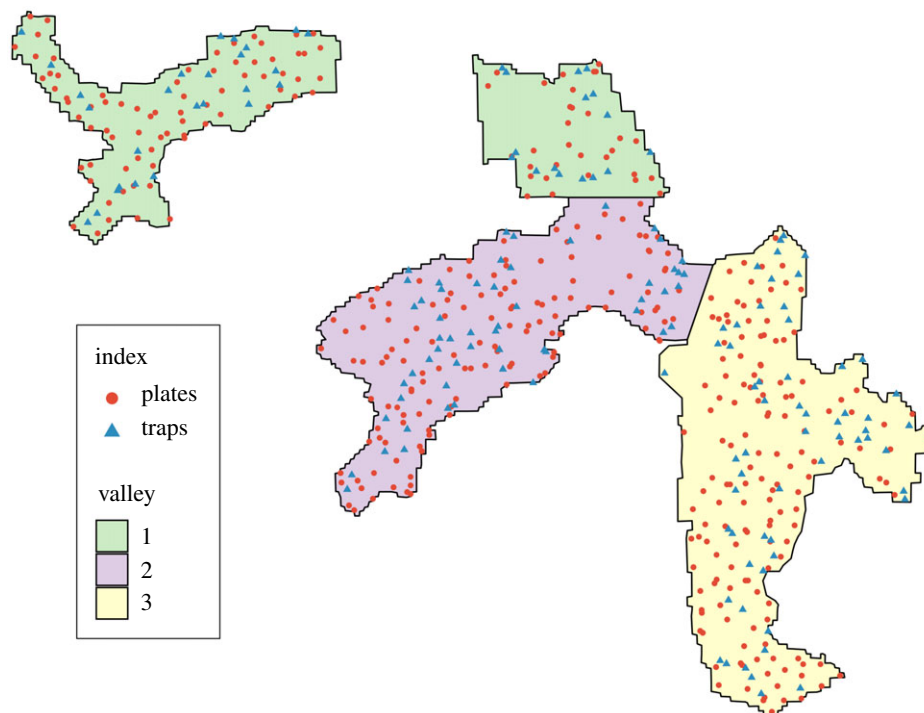 index
plates
traps
valley
1
2
3